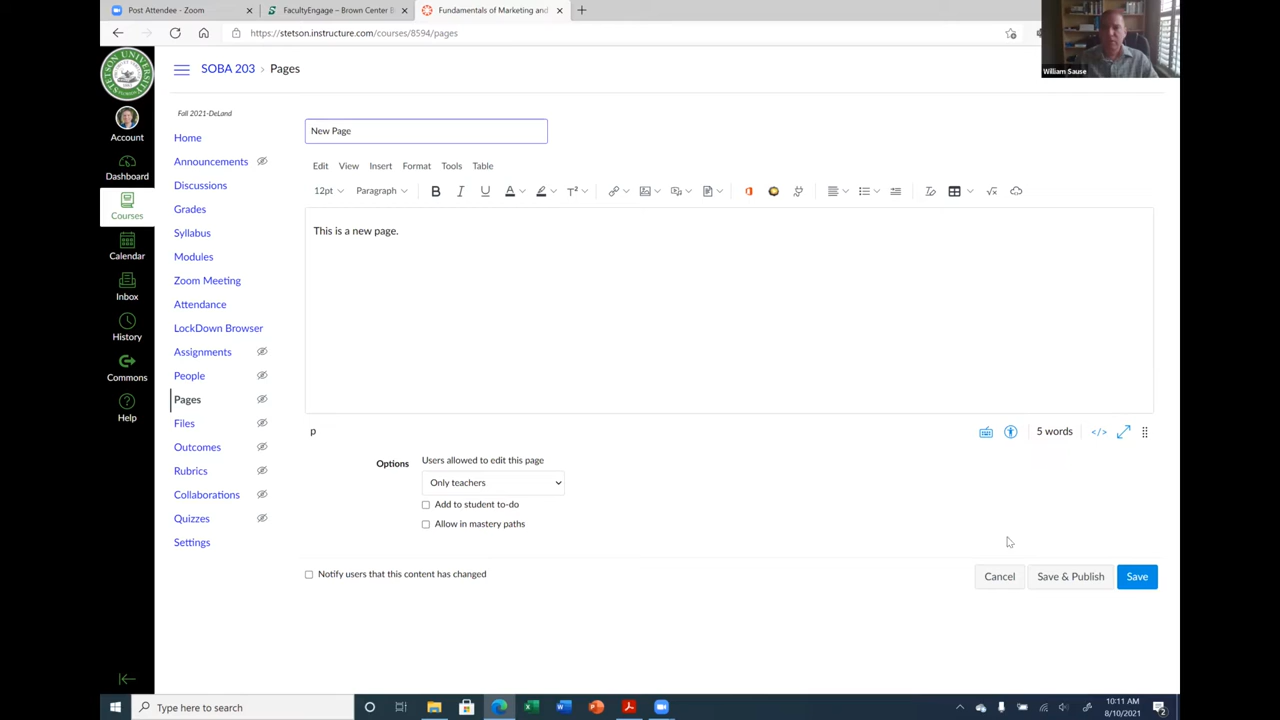 Post Attendee - Zoom
FacultyEngage – Brown Center
Fundamentals of Marketing and
https://stetson.instructure.com/courses/8594/pages
William Sause
STETSON UNIVERSITY
SOBA 203 › Pages
Fall 2021-DeLand
Account
Dashboard
Courses
Calendar
Inbox
History
Commons
Help
Home
Announcements
Discussions
Grades
Syllabus
Modules
Zoom Meeting
Attendance
LockDown Browser
Assignments
People
Pages
Files
Outcomes
Rubrics
Collaborations
Quizzes
Settings
New Page
Edit View Insert Format Tools Table
12pt Paragraph B I U A T²
This is a new page.
p
5 words </>
Options
Users allowed to edit this page
Only teachers
Add to student to-do
Allow in mastery paths
Notify users that this content has changed
Cancel Save & Publish Save
Type here to search
10:11 AM
8/10/2021
2